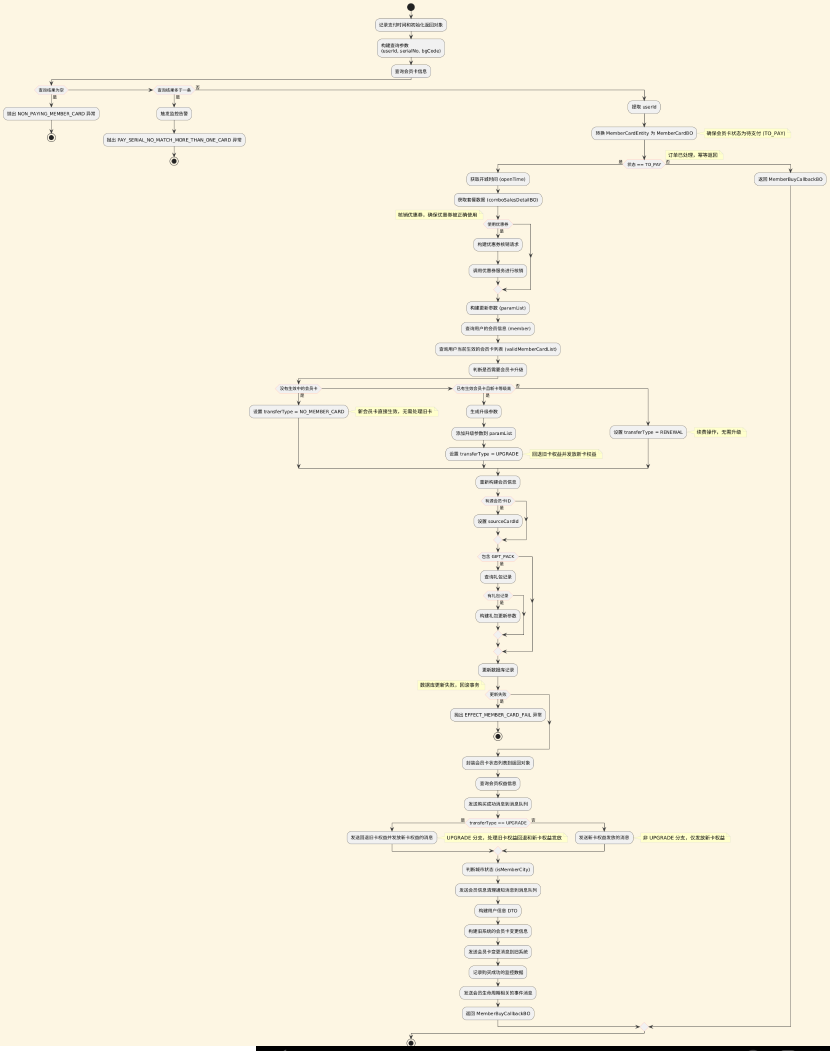 记录支付时间和初始化返回对象
构建查询参数
(userId, serialNo, bgCode)
查询会员卡信息
查询结果为空
是
抛出 NON_PAYING_MEMBER_CARD 异常
查询结果多于一条
否
是
触发监控告警
抛出 PAY_SERIAL_NO_MATCH_MORE_THAN_ONE_CARD 异常
提取 userId
转换 MemberCardEntity 为 MemberCardBO
确保会员卡状态为待支付 (TO_PAY)
订单已处理，幂等返回
是
状态 == TO_PAY
否
返回 MemberBuyCallbackBO
获取开城时间 (openTime)
获取套餐数据 (comboSalesDetailBO)
核销优惠券，确保优惠券被正确使用
使用优惠券
是
构建优惠券核销请求
调用优惠券服务进行核销
构建更新参数 (paramList)
查询用户的会员信息 (member)
查询用户当前生效的会员卡列表 (validMemberCardList)
判断是否需要会员卡升级
没有生效中的会员卡
是
设置 transferType = NO_MEMBER_CARD
新会员卡直接生效，无需处理旧卡
已有生效会员卡且新卡等级高
否
是
生成升级参数
添加升级参数到 paramList
设置 transferType = UPGRADE
回退旧卡权益并发放新卡权益
设置 transferType = RENEWAL
续费操作，无需升级
重新构建会员信息
有源会员卡ID
是
设置 sourceCardId
包含 GIFT_PACK
是
查询礼包记录
有礼包记录
是
构建礼包更新参数
更新数据库记录
数据库更新失败，回滚事务
更新失败
是
抛出 EFFECT_MEMBER_CARD_FAIL 异常
封装会员卡状态列表到返回对象
查询会员权益信息
发送购买成功消息到消息队列
是
transferType == UPGRADE
否
发送回退旧卡权益并发放新卡权益的消息
UPGRADE 分支，处理旧卡权益回退和新卡权益发放
发送新卡权益发放的消息
非 UPGRADE 分支，仅发放新卡权益
判断城市状态 (isMemberCity)
发送会员信息清理通知消息到消息队列
构建用户信息 DTO
构建旧系统的会员卡变更信息
发送会员卡变更消息到旧系统
记录购买成功的监控数据
发送会员生命周期相关的事件消息
返回 MemberBuyCallbackBO